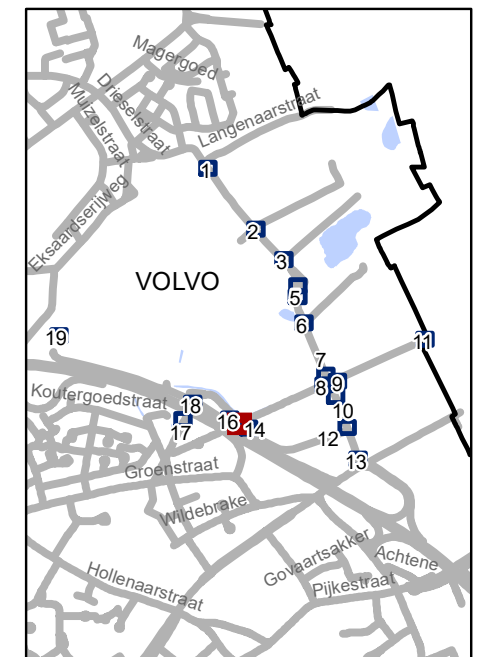 Magergoed
Drieselstraat
Muizelstraat
Langenaarstraat
1
Eksaardserijweg
2
3
VOLVO
5
6
19
11
7
8
9
Koutergoedstraat
18
10
17
16
14
12
13
Groenstraat
Wildebrake
Govaartsakker
Achtene
Hollenaarstraat
Pijkestraat